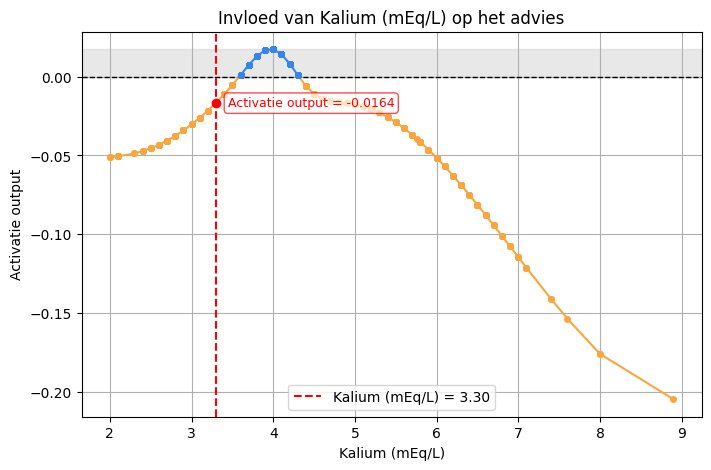 Invloed van Kalium (mEq/L) op het advies
Activatie output
0.00
−0.05
−0.10
−0.15
−0.20
Activatie output = -0.0164
Kalium (mEq/L) = 3.30
2 3 4 5 6 7 8 9
Kalium (mEq/L)